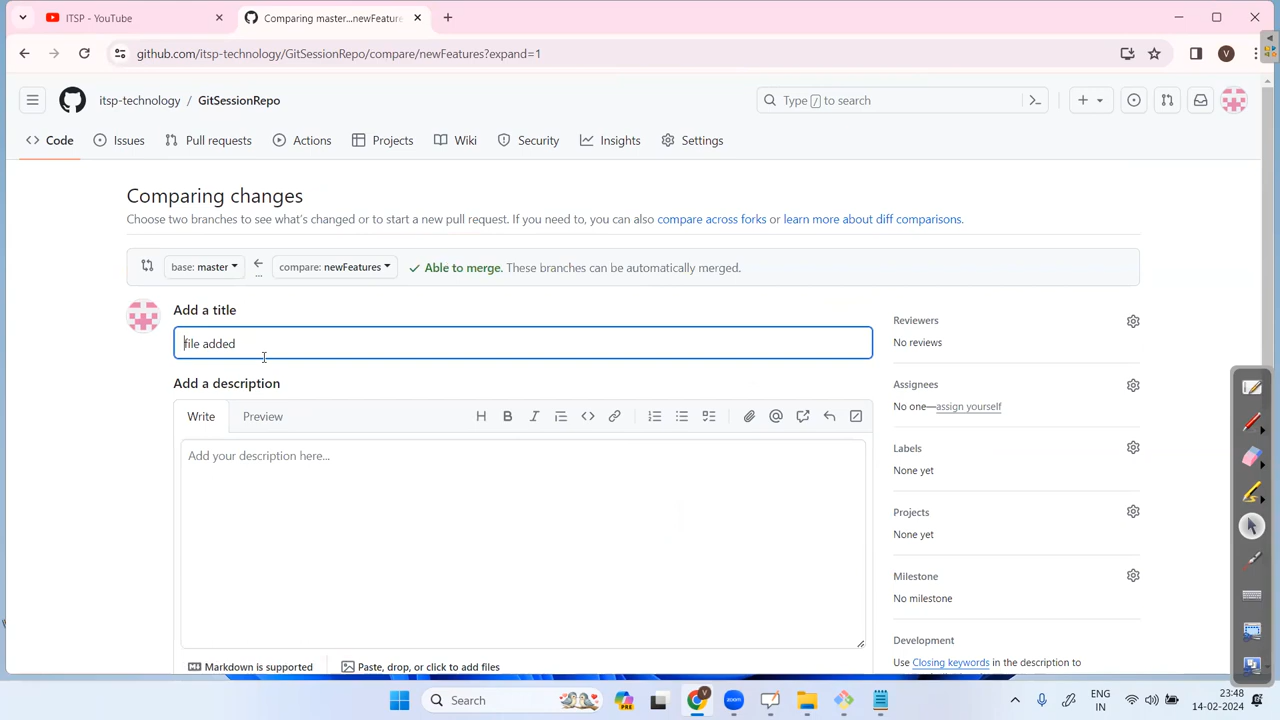 ITSP - YouTube
Comparing master...newFeature
github.com/itsp-technology/GitSessionRepo/compare/newFeatures?expand=1
V
itsp-technology / GitSessionRepo
Type / to search
Code
Issues
Pull requests
Actions
Projects
Wiki
Security
Insights
Settings
Comparing changes
Choose two branches to see what's changed or to start a new pull request. If you need to, you can also compare across forks or learn more about diff comparisons.
base: master
compare: newFeatures
Able to merge. These branches can be automatically merged.
Add a title
file added
Add a description
Write
Preview
Add your description here...
Markdown is supported
Paste, drop, or click to add files
Reviewers
No reviews
Assignees
No one—assign yourself
Labels
None yet
Projects
None yet
Milestone
No milestone
Development
Use Closing keywords in the description to
Search
PRE
V
ENG
IN
23:48
14-02-2024